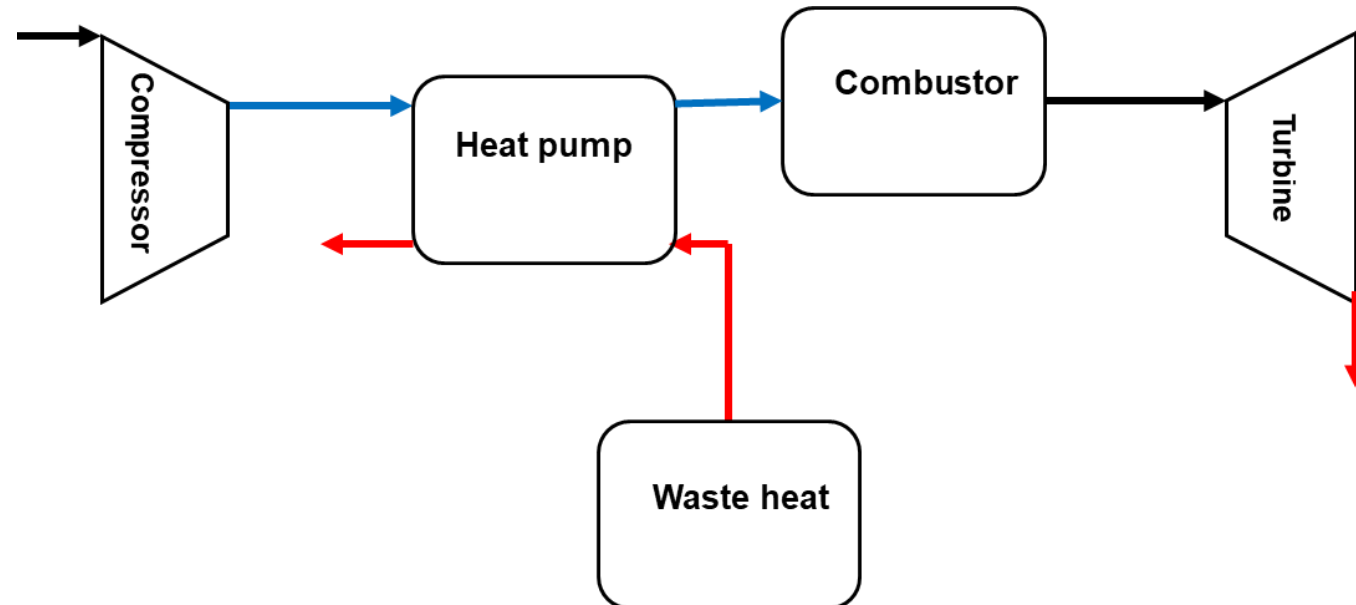 Compressor
Heat pump
Combustor
Turbine
Waste heat